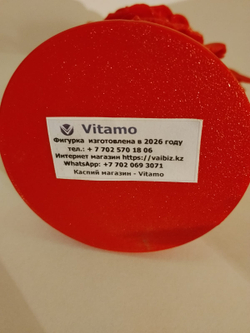 Vitamo
Фигурка изготовлена в 2026 году
тел.: + 7 702 570 18 06
Интернет магазин https://vaibiz.kz
WhatsApp: +7 702 069 3071
Каспий магазин - Vitamo